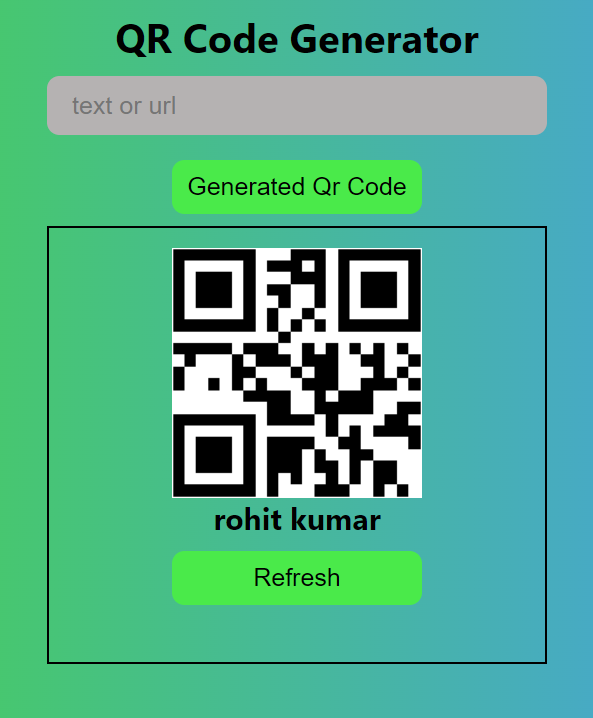 QR Code Generator
text or url
Generated Qr Code
rohit kumar
Refresh